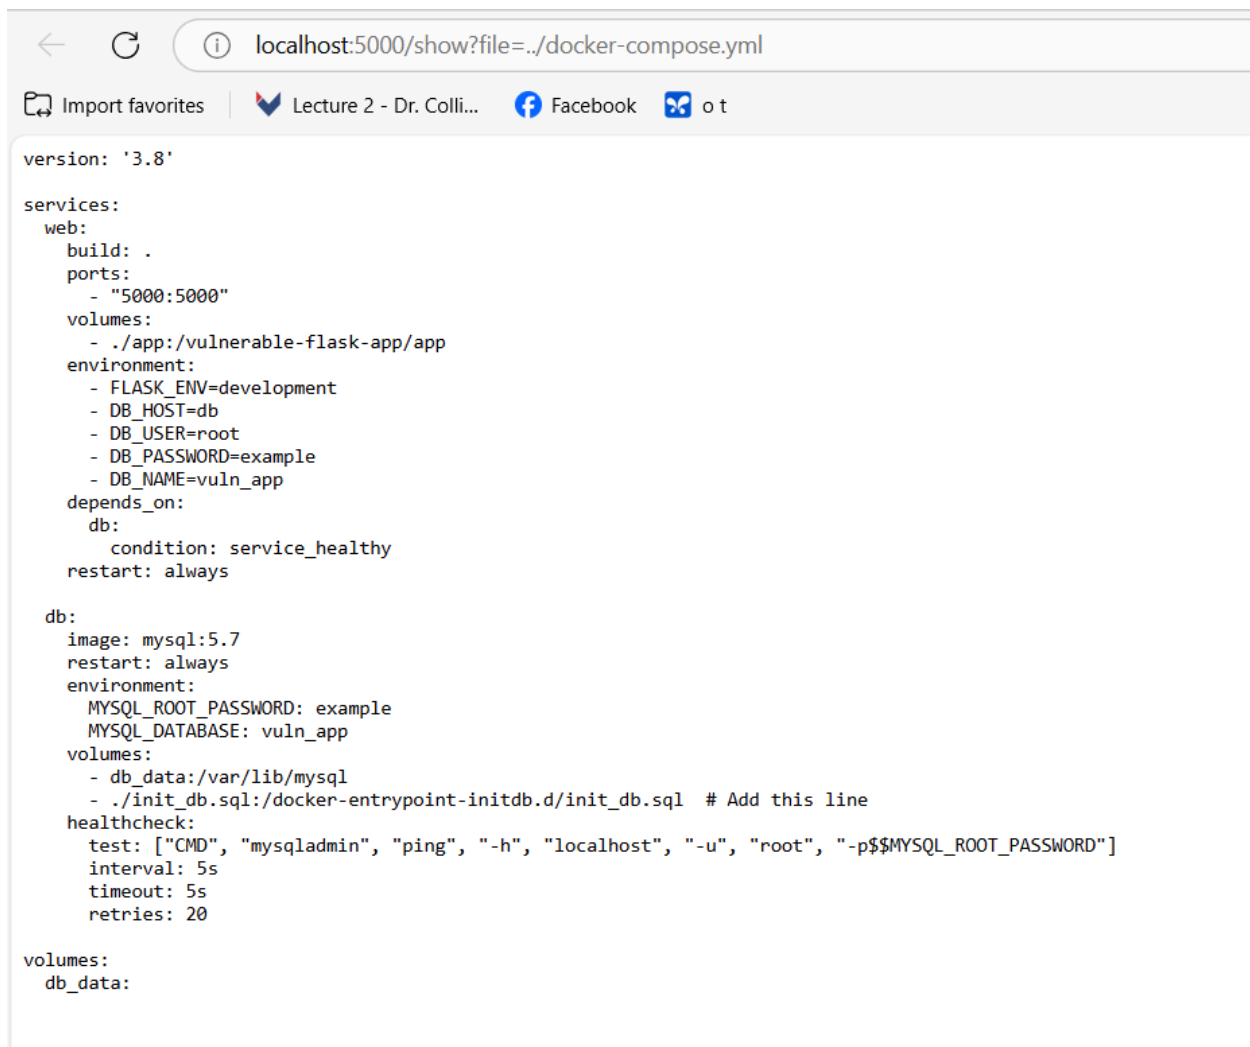 localhost:5000/show?file=../docker-compose.yml
Import favorites
Lecture 2 - Dr. Colli...
Facebook
o t
version: '3.8'

services:
  web:
    build: .
    ports:
      - "5000:5000"
    volumes:
      - ./app:/vulnerable-flask-app/app
    environment:
      - FLASK_ENV=development
      - DB_HOST=db
      - DB_USER=root
      - DB_PASSWORD=example
      - DB_NAME=vuln_app
    depends_on:
      db:
        condition: service_healthy
    restart: always

  db:
    image: mysql:5.7
    restart: always
    environment:
      MYSQL_ROOT_PASSWORD: example
      MYSQL_DATABASE: vuln_app
    volumes:
      - db_data:/var/lib/mysql
      - ./init_db.sql:/docker-entrypoint-initdb.d/init_db.sql  # Add this line
    healthcheck:
      test: ["CMD", "mysqladmin", "ping", "-h", "localhost", "-u", "root", "-p$$MYSQL_ROOT_PASSWORD"]
      interval: 5s
      timeout: 5s
      retries: 20

volumes:
  db_data: